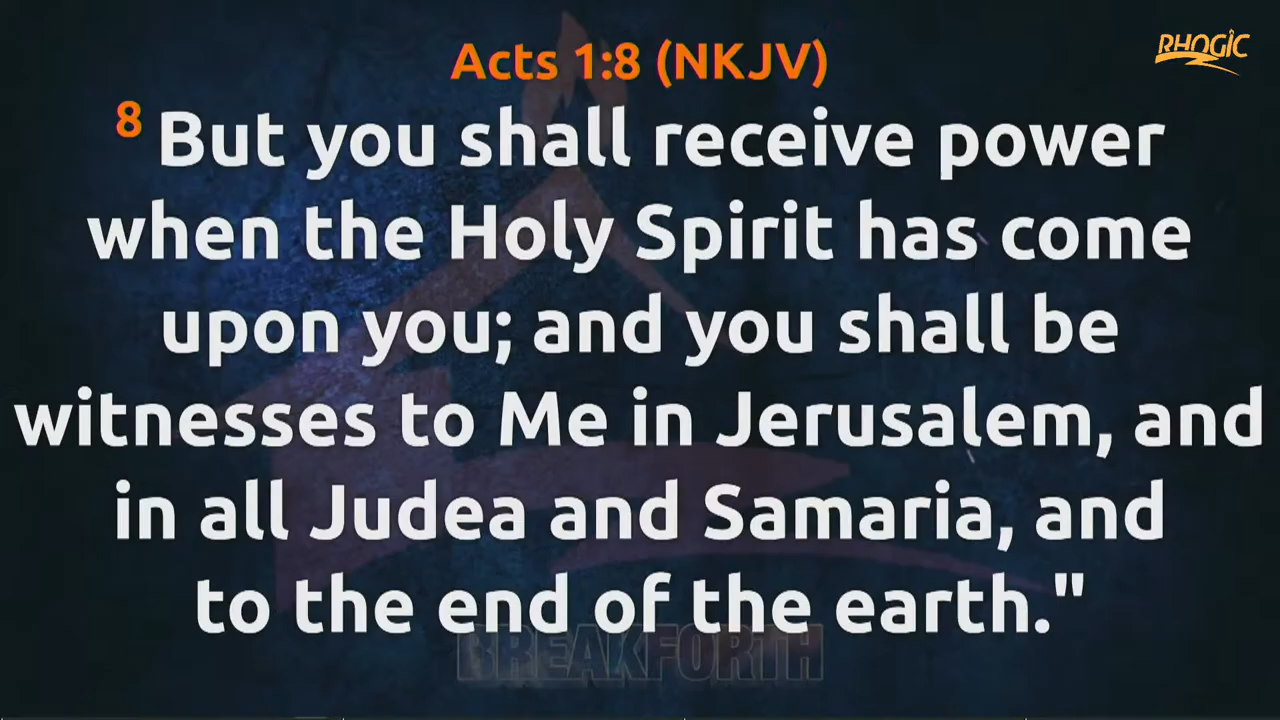 RHOGIC
Acts 1:8 (NKJV)
8 But you shall receive power
when the Holy Spirit has come
upon you; and you shall be
witnesses to Me in Jerusalem, and
in all Judea and Samaria, and
to the end of the earth."
BREAKFORTH